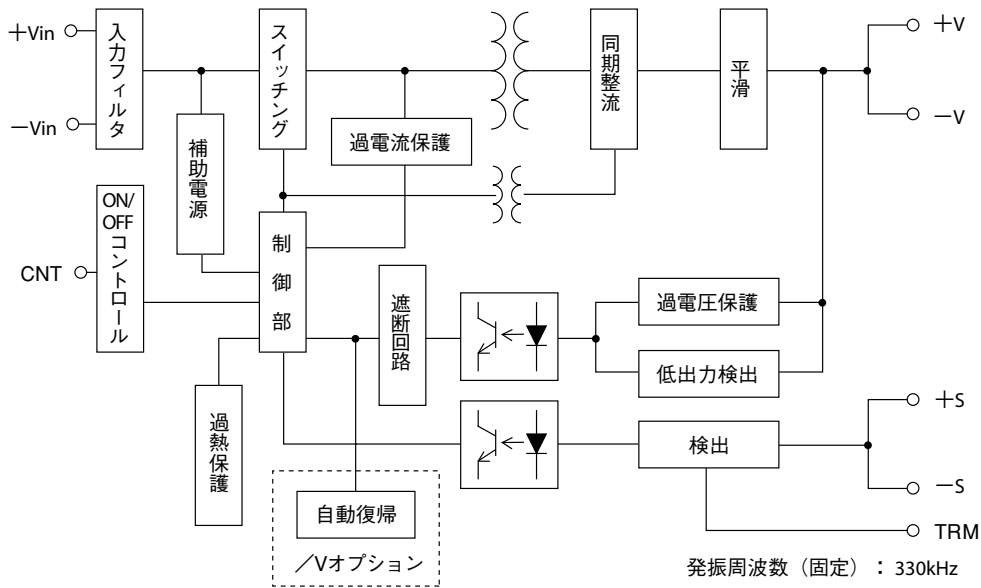 ＋Vin
－Vin
入力フィルタ
スイッチング
同期整流
平滑
＋V
－V
補助電源
過電流保護
ON/
OFF
コントロール
CNT
制御部
遮断回路
過電圧保護
低出力検出
過熱保護
検出
＋S
－S
TRM
自動復帰
／Vオプション
発振周波数（固定）：330kHz